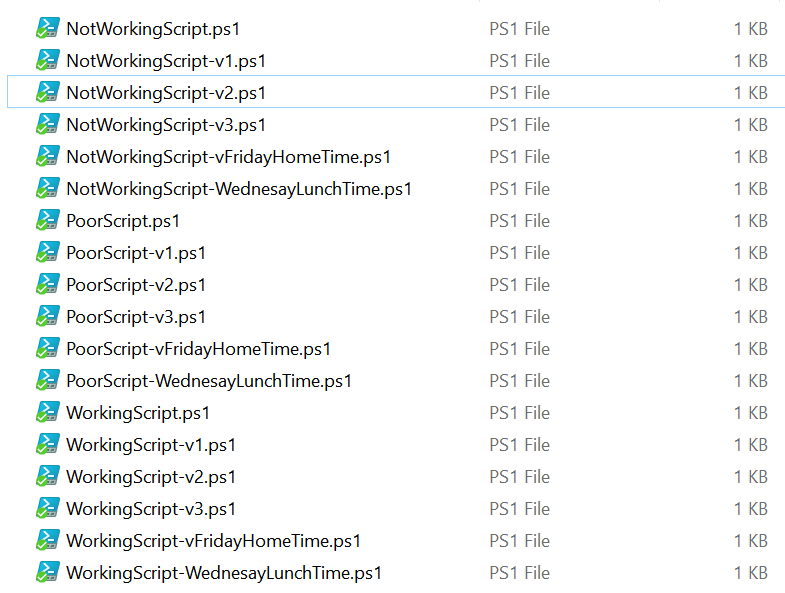 NotWorkingScript.ps1 PS1 File 1 KB
NotWorkingScript-v1.ps1 PS1 File 1 KB
NotWorkingScript-v2.ps1 PS1 File 1 KB
NotWorkingScript-v3.ps1 PS1 File 1 KB
NotWorkingScript-vFridayHomeTime.ps1 PS1 File 1 KB
NotWorkingScript-WednesayLunchTime.ps1 PS1 File 1 KB
PoorScript.ps1 PS1 File 1 KB
PoorScript-v1.ps1 PS1 File 1 KB
PoorScript-v2.ps1 PS1 File 1 KB
PoorScript-v3.ps1 PS1 File 1 KB
PoorScript-vFridayHomeTime.ps1 PS1 File 1 KB
PoorScript-WednesayLunchTime.ps1 PS1 File 1 KB
WorkingScript.ps1 PS1 File 1 KB
WorkingScript-v1.ps1 PS1 File 1 KB
WorkingScript-v2.ps1 PS1 File 1 KB
WorkingScript-v3.ps1 PS1 File 1 KB
WorkingScript-vFridayHomeTime.ps1 PS1 File 1 KB
WorkingScript-WednesayLunchTime.ps1 PS1 File 1 KB